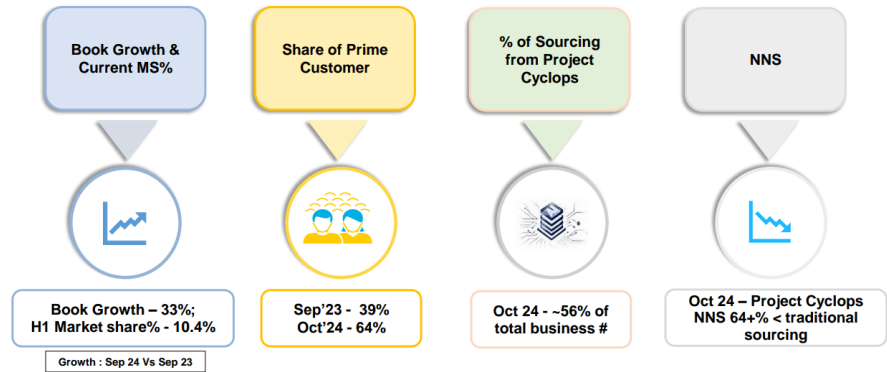 Book Growth &
Current MS%
Share of Prime
Customer
% of Sourcing
from Project
Cyclops
NNS
Book Growth – 33%;
H1 Market share% - 10.4%
Growth : Sep 24 Vs Sep 23
Sep’23 - 39%
Oct’24 - 64%
Oct 24 - ~56% of
total business #
Oct 24 – Project Cyclops
NNS 64+% < traditional
sourcing